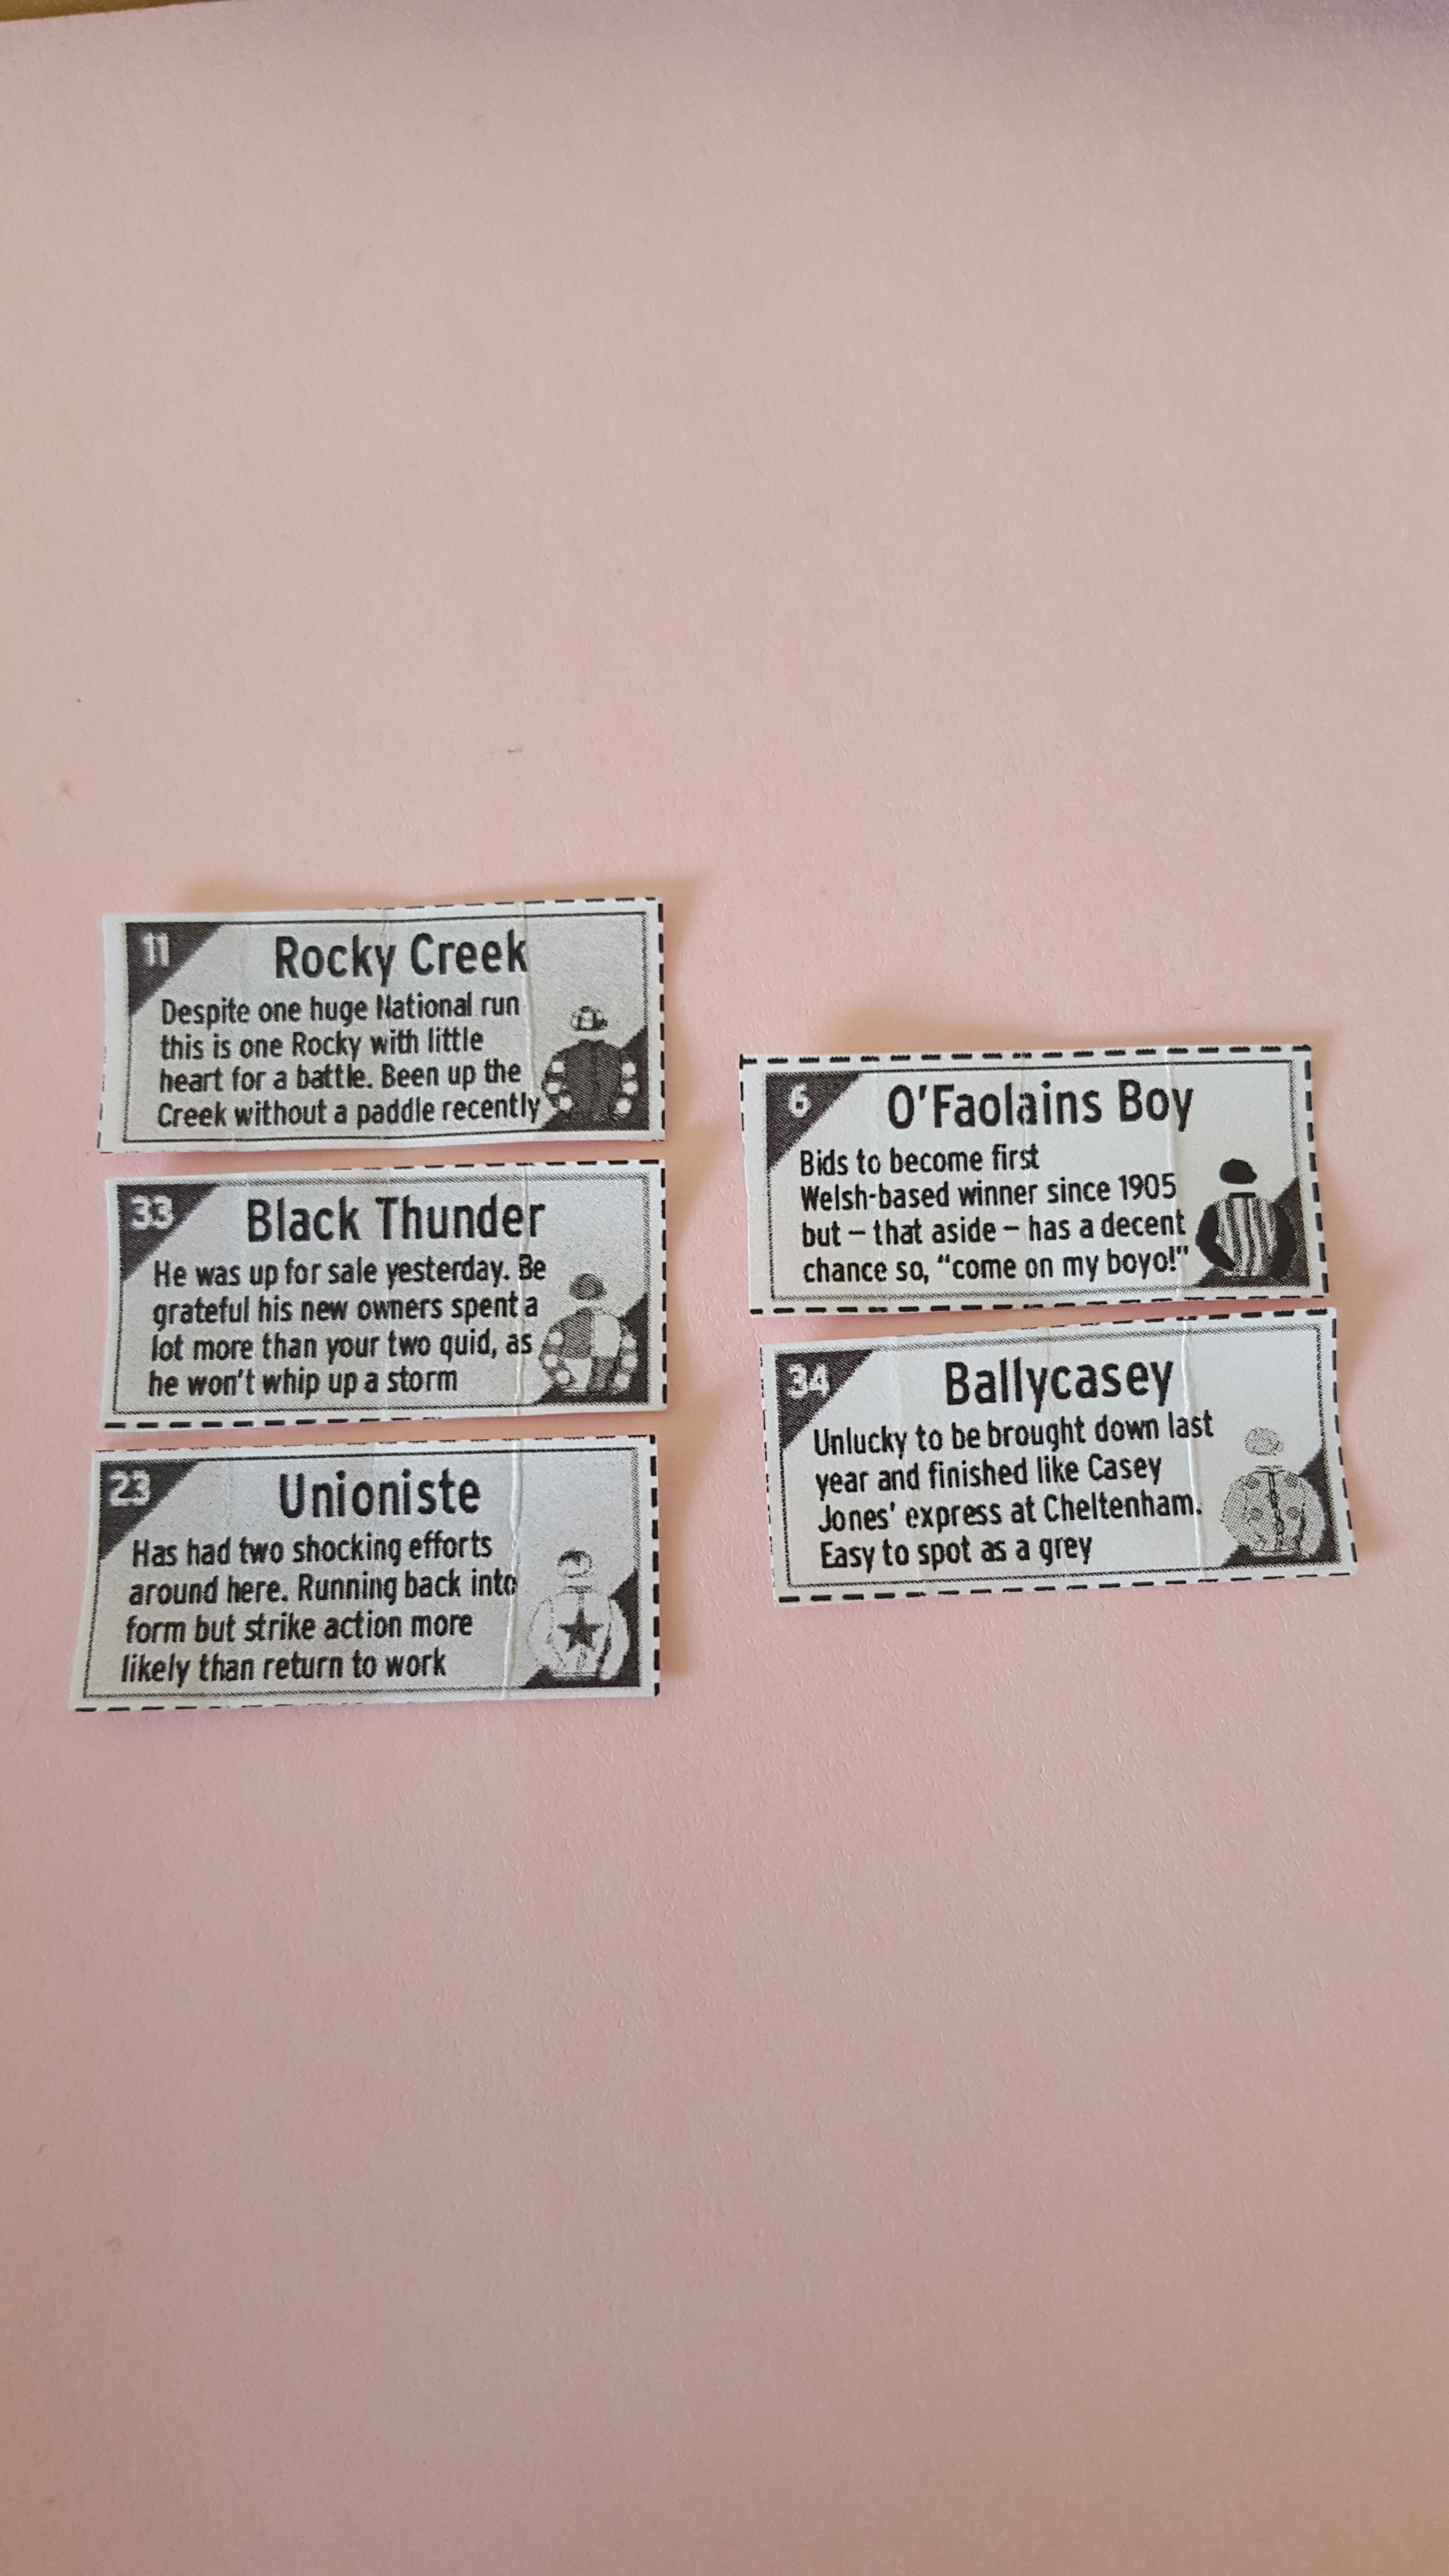 11
Rocky Creek
Despite one huge National run
this is one Rocky with little
heart for a battle. Been up the
Creek without a paddle recently
33
Black Thunder
He was up for sale yesterday. Be
grateful his new owners spent a
lot more than your two quid, as
he won't whip up a storm
23
Unioniste
Has had two shocking efforts
around here. Running back into
form but strike action more
likely than return to work
6
O'Faolains Boy
Bids to become first
Welsh-based winner since 1905
but – that aside – has a decent
chance so, "come on my boyo!"
34
Ballycasey
Unlucky to be brought down last
year and finished like Casey
Jones' express at Cheltenham.
Easy to spot as a grey